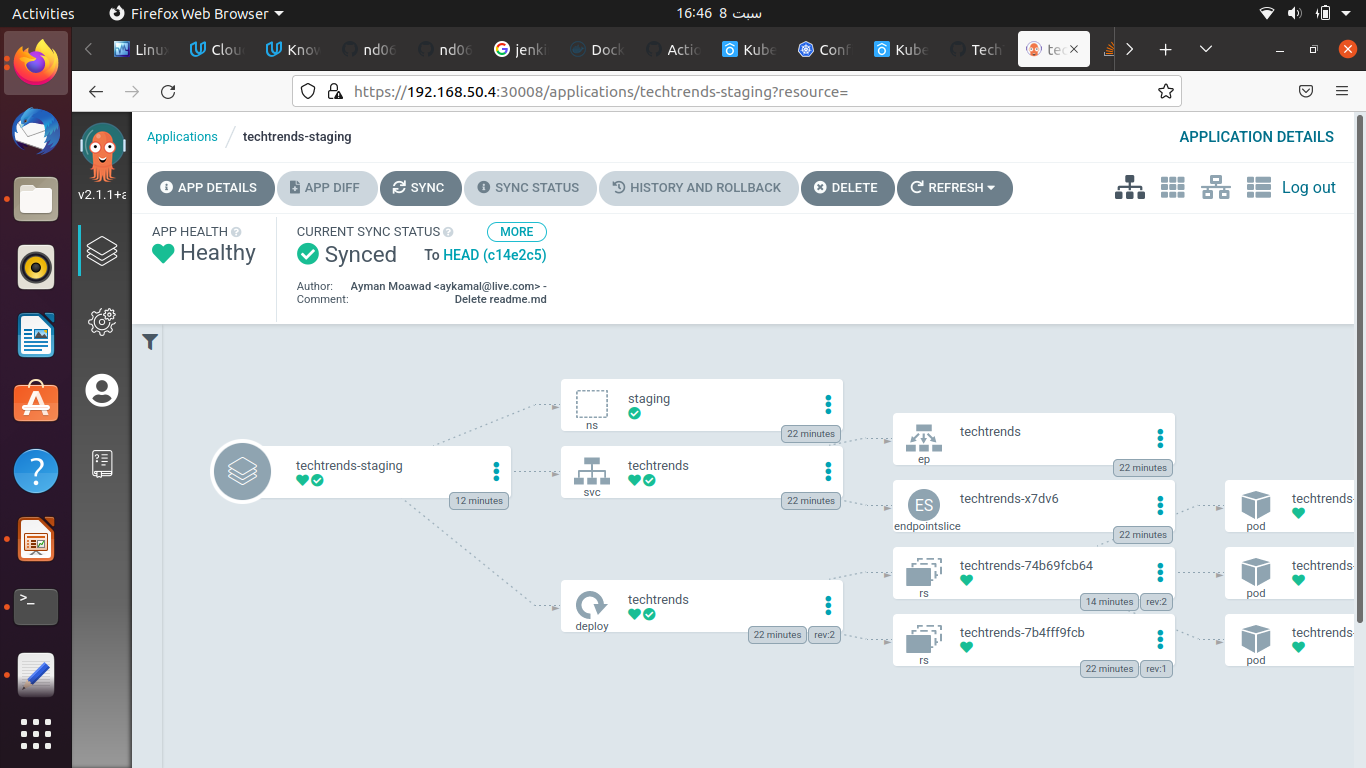 Activities
Firefox Web Browser
16:46 8 سبت
Linux
Clou
Know
nd06
nd06
jenki
Dock
Actio
Kube
Conf
Kube
Tech
tec
https://192.168.50.4:30008/applications/techtrends-staging?resource=
v2.1.1+a
Applications
techtrends-staging
APPLICATION DETAILS
APP DETAILS
APP DIFF
SYNC
SYNC STATUS
HISTORY AND ROLLBACK
DELETE
REFRESH
Log out
APP HEALTH
Healthy
CURRENT SYNC STATUS
MORE
Synced
To HEAD (c14e2c5)
Author: Ayman Moawad <aykamal@live.com> -
Comment: Delete readme.md
techtrends-staging
12 minutes
staging
ns
22 minutes
techtrends
svc
22 minutes
techtrends
deploy
22 minutes
rev:2
techtrends
ep
22 minutes
techtrends-x7dv6
ES
endpointslice
22 minutes
techtrends-74b69fcb64
rs
14 minutes
rev:2
techtrends-7b4fff9fcb
rs
22 minutes
rev:1
techtrends-
pod
techtrends-
pod
techtrends-
pod